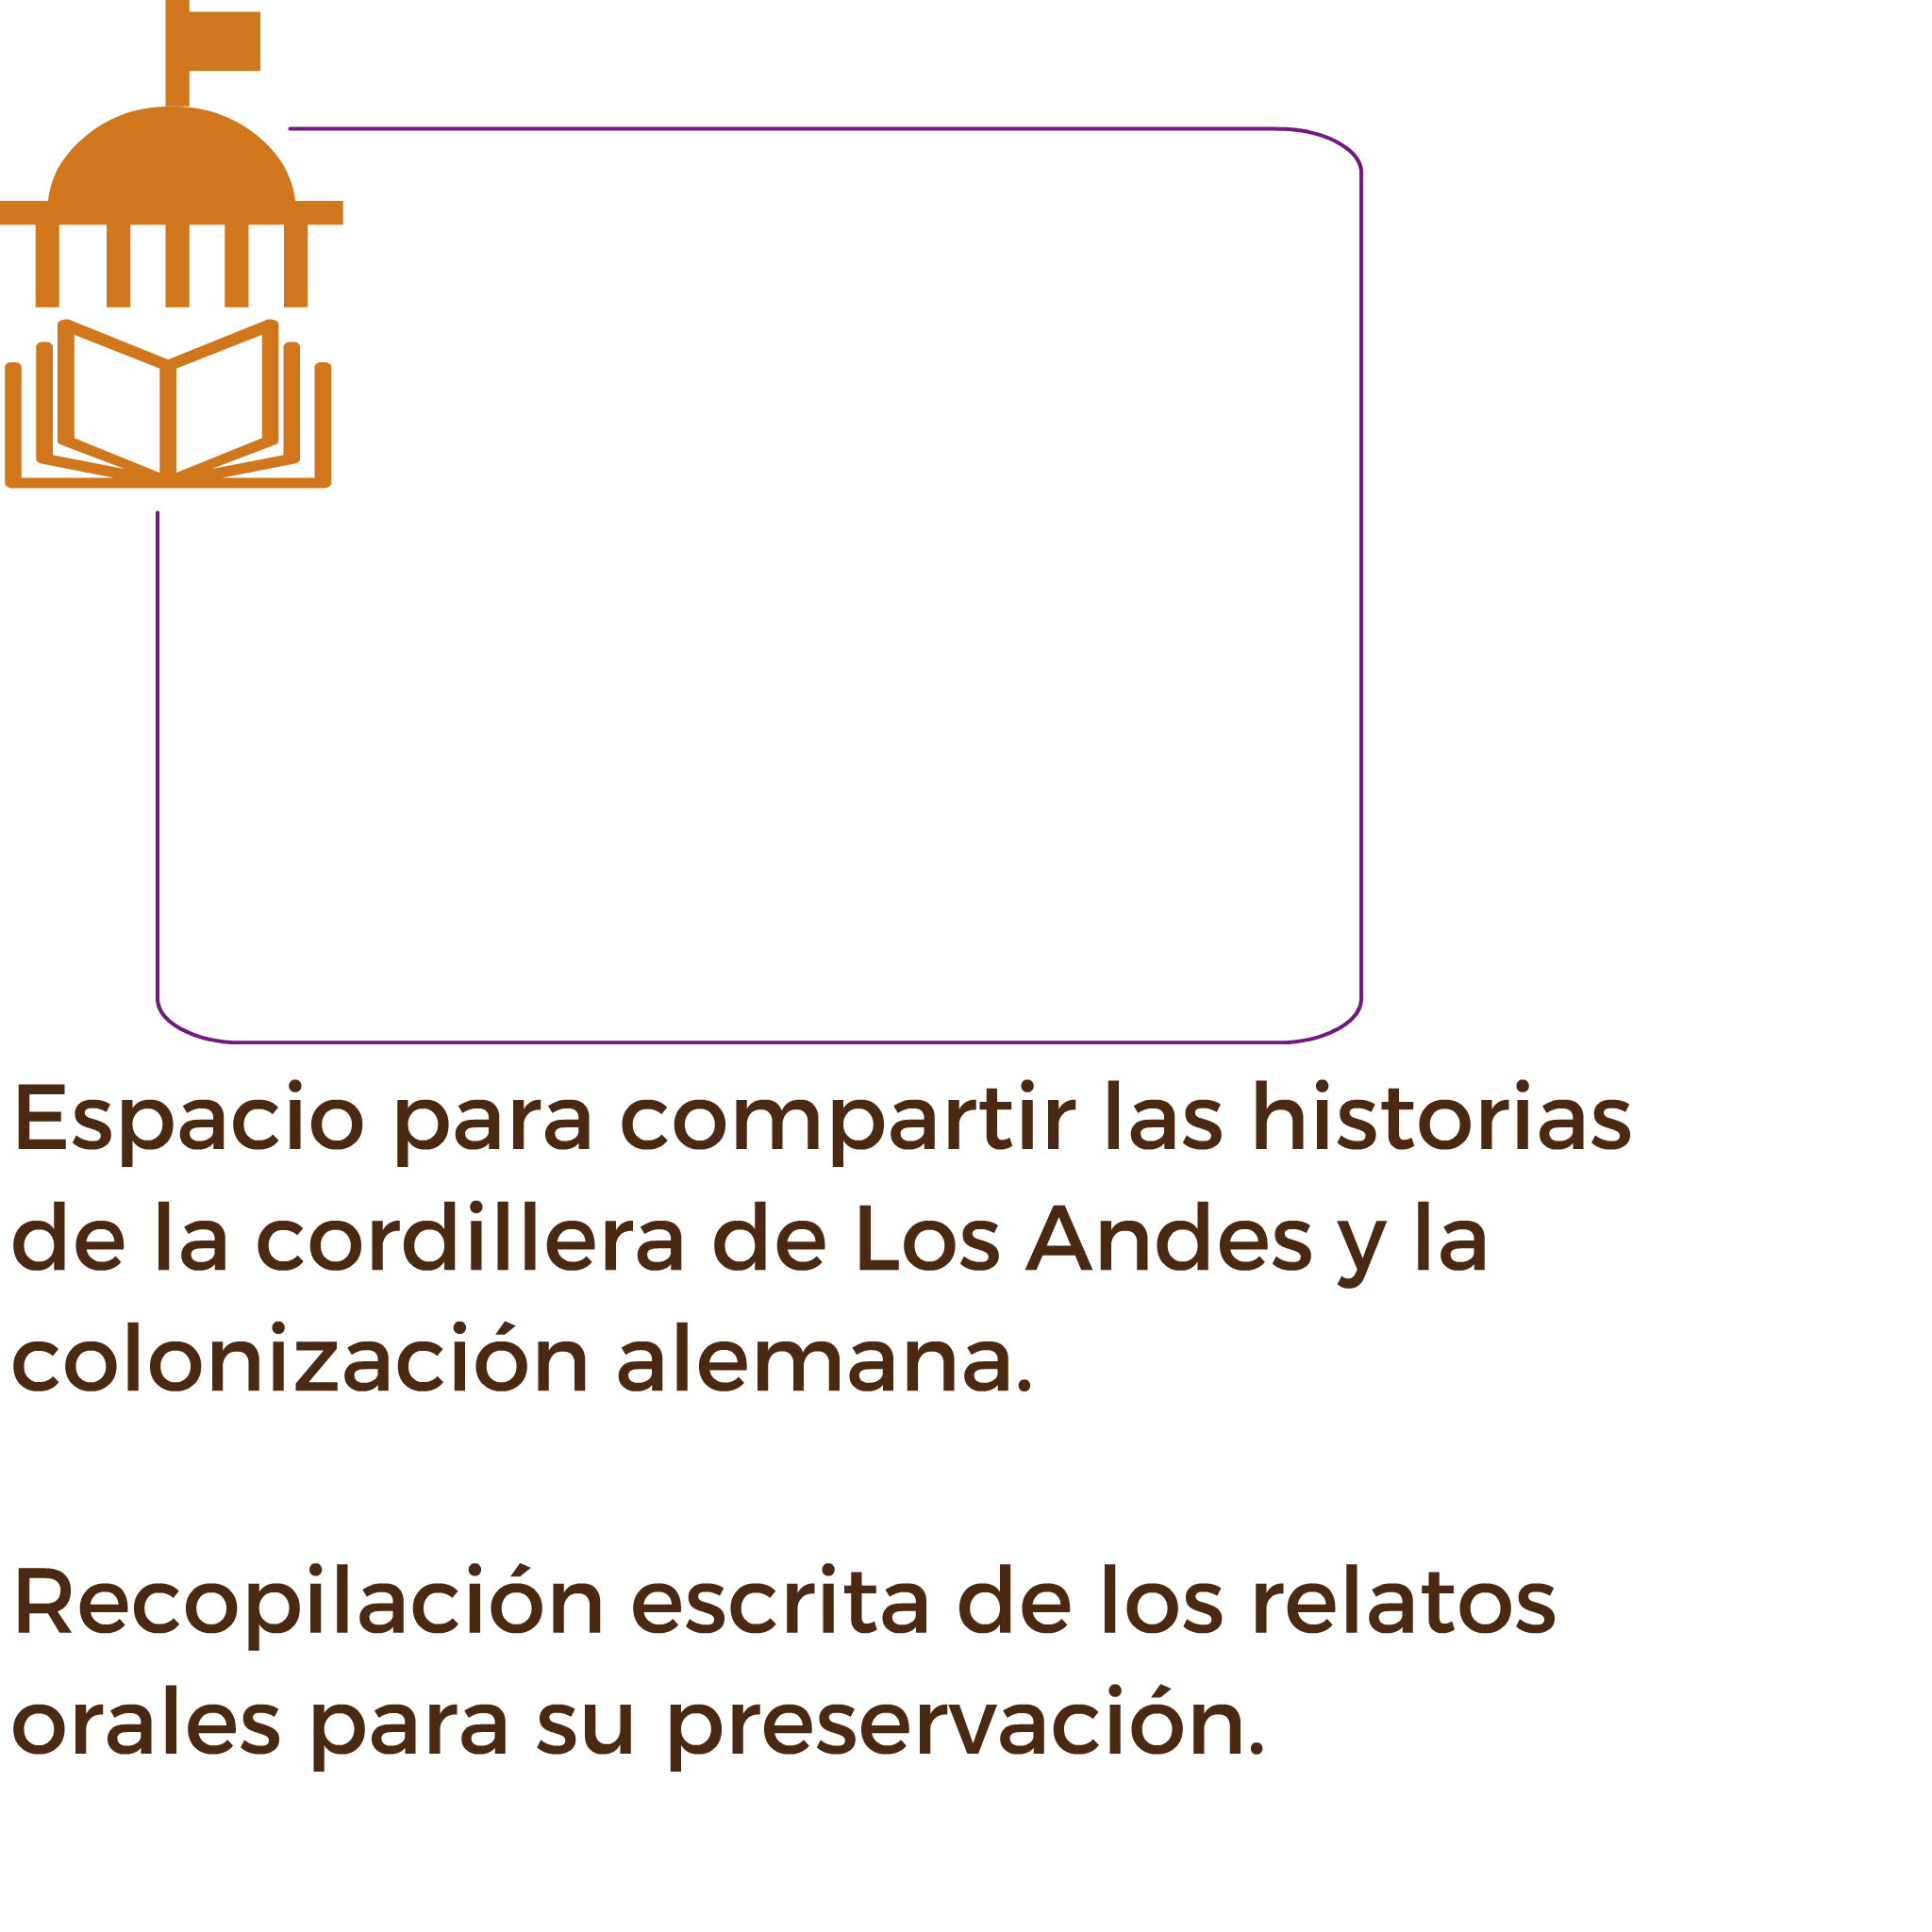 Espacio para compartir las historias
de la cordillera de Los Andes y la
colonización alemana.
Recopilación escrita de los relatos
orales para su preservación.